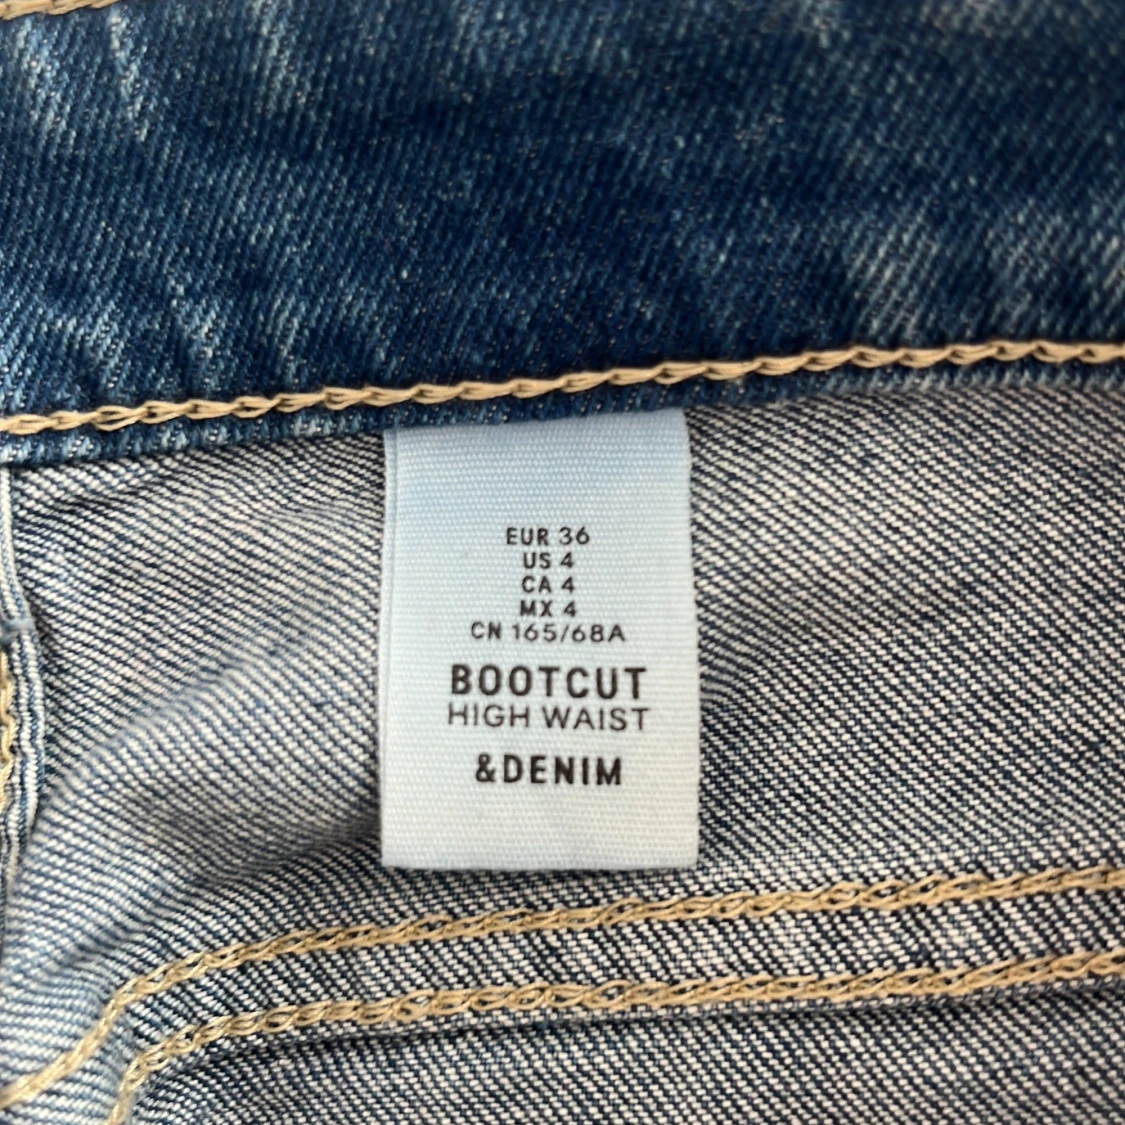 EUR 36
US 4
CA 4
MX 4
CN 165/68A
BOOTCUT
HIGH WAIST
&DENIM